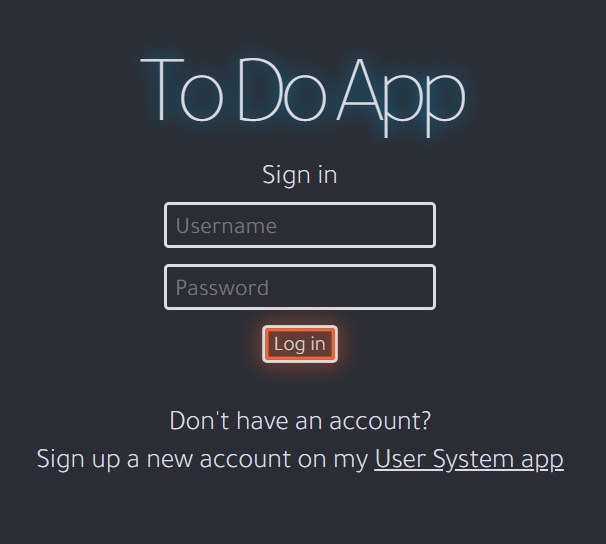 To Do App
Sign in
Username
Password
Log in
Don't have an account?
Sign up a new account on my User System app